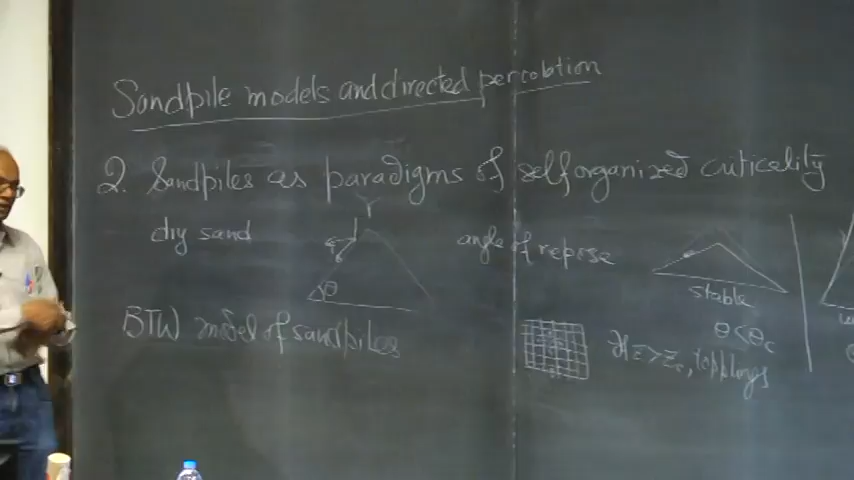 Sandpile models and directed percolation
2. Sandpiles as paradigms of self organized criticality
dry sand
θ
angle of repose
stable
θ<θc
BTW model of sandpiles
If z>zc, topplings